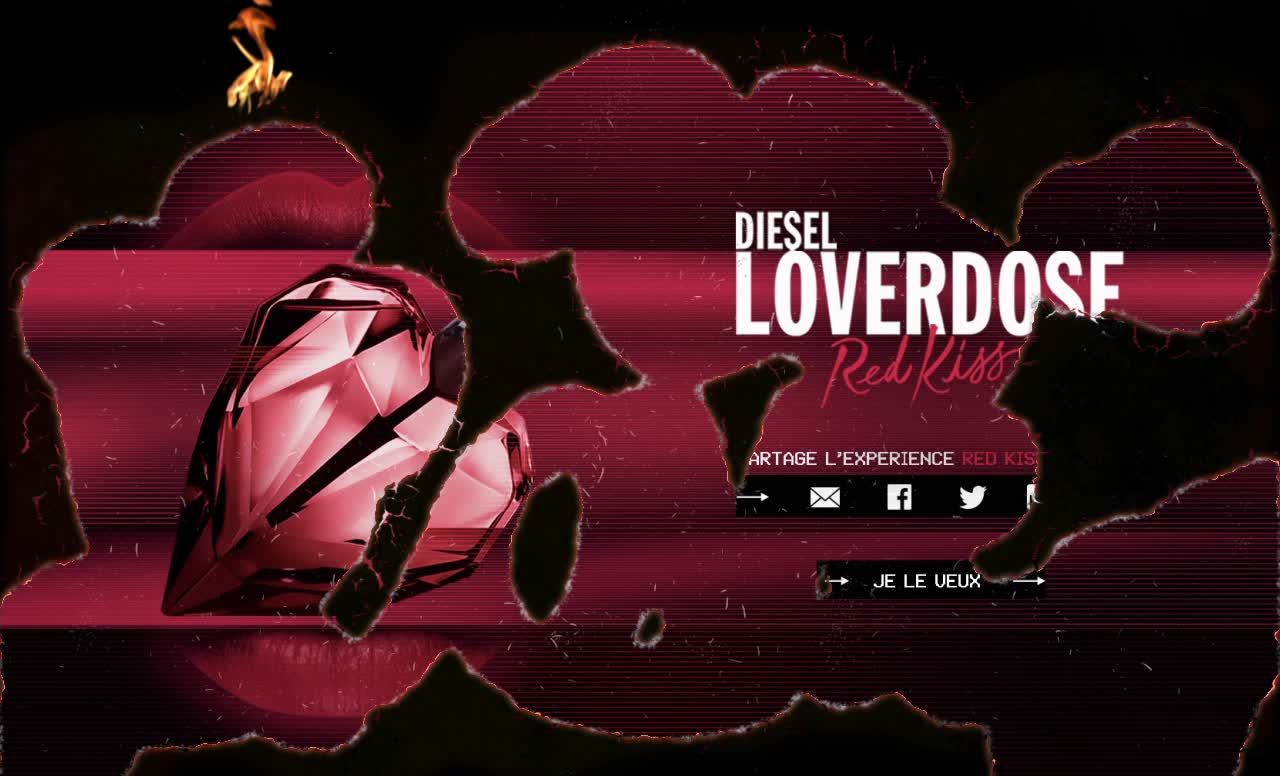 DIESEL
LOVERDOSE
Red Kiss
ARTAGE L'EXPERIENCE RED KIS
JE LE VEUX